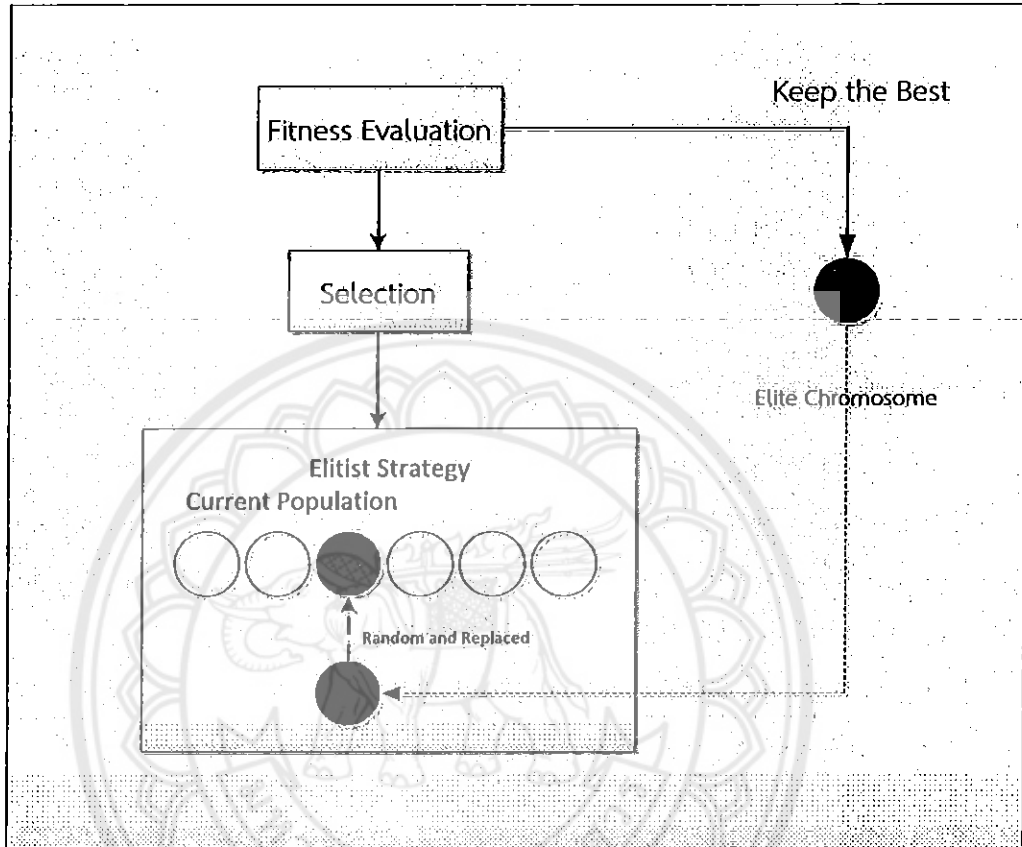 Keep the Best
Fitness Evaluation
Selection
Elite Chromosome
Elitist Strategy
Current Population
Random and Replaced